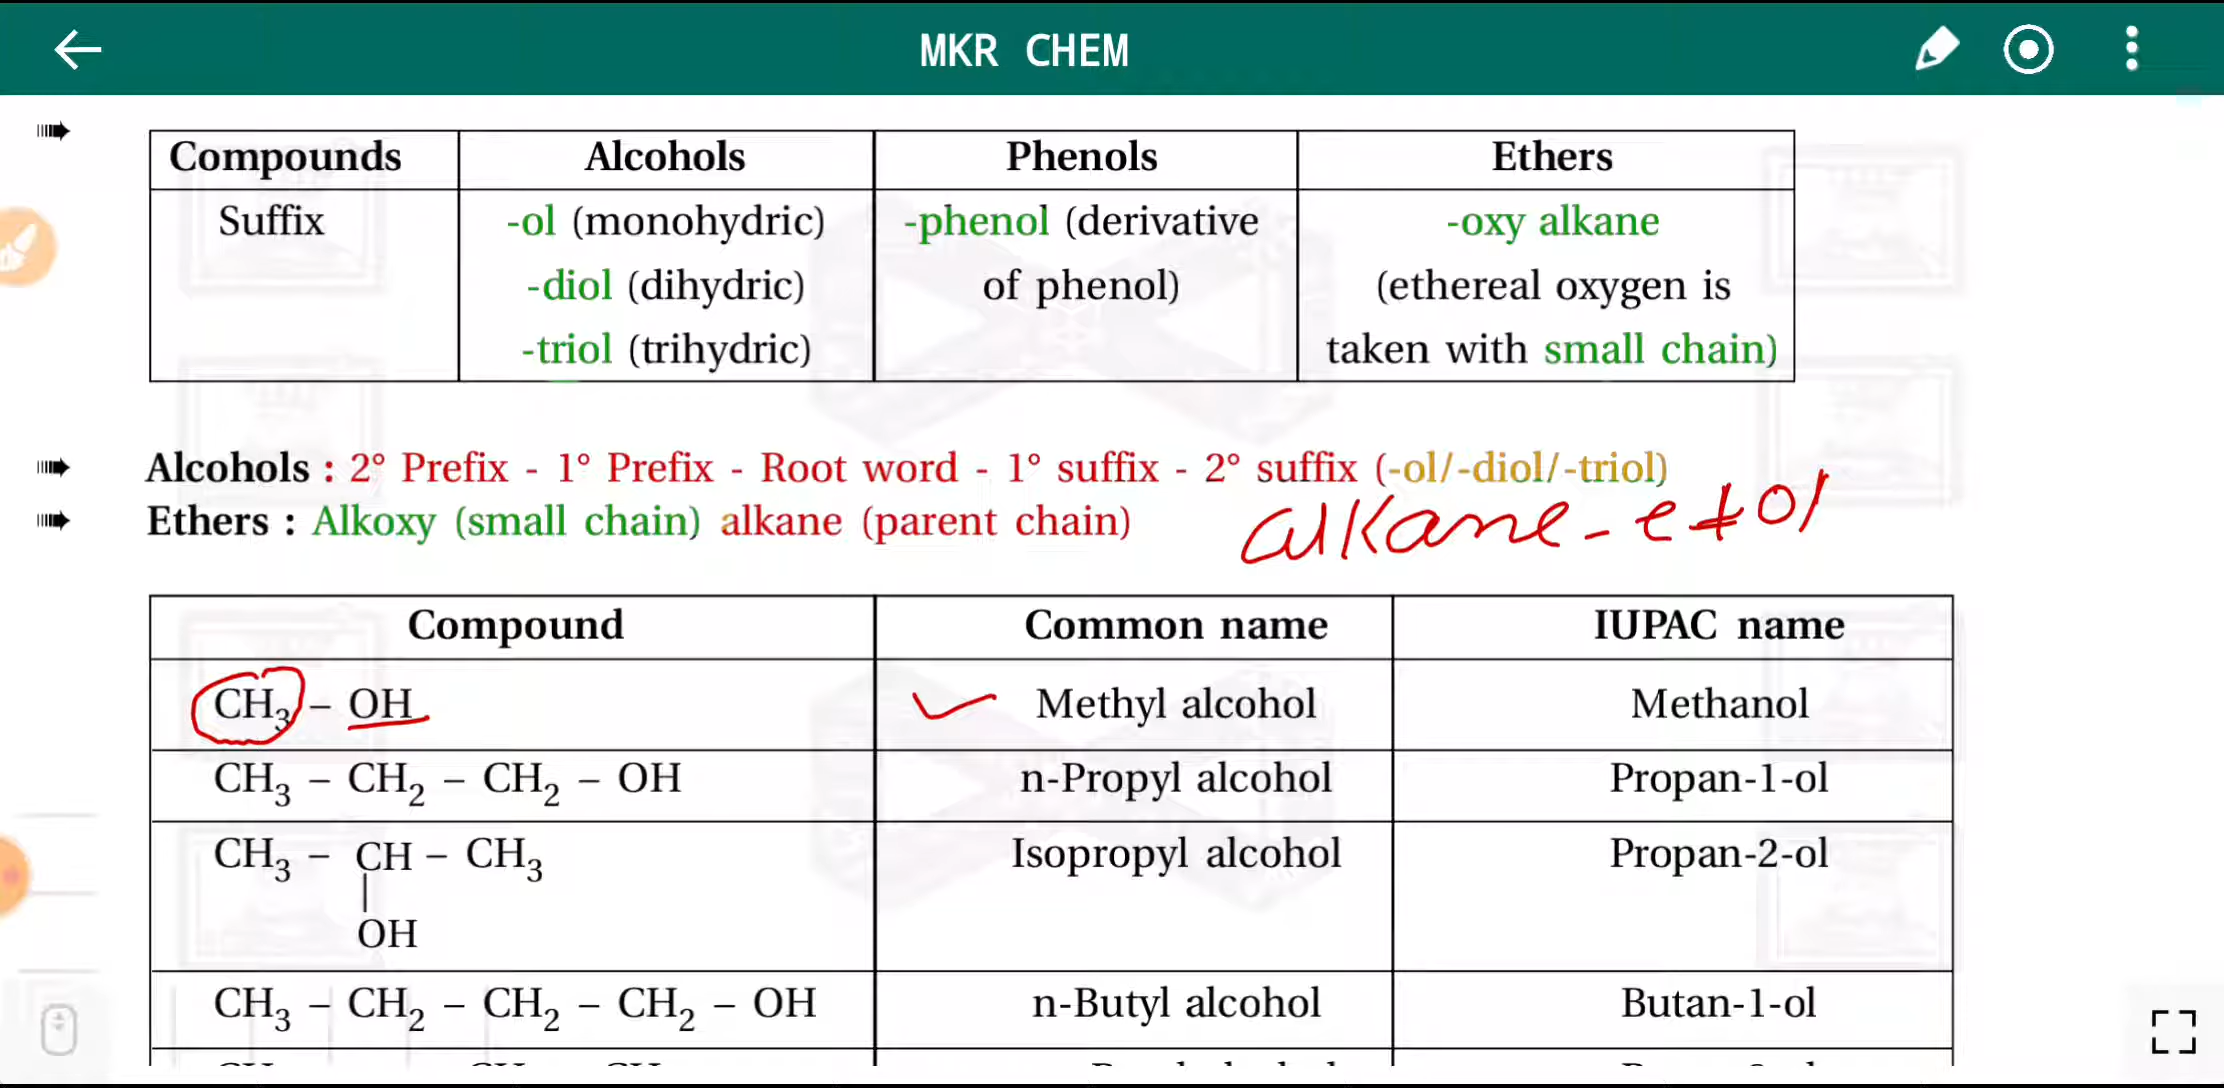 MKR CHEM
Compounds Alcohols Phenols Ethers
Suffix -ol (monohydric) -phenol (derivative -oxy alkane
-diol (dihydric) of phenol) (ethereal oxygen is
-triol (trihydric) taken with small chain)
Alcohols : 2° Prefix - 1° Prefix - Root word - 1° suffix - 2° suffix (-ol/-diol/-triol)
Ethers : Alkoxy (small chain) alkane (parent chain) alkane - e + ol
Compound Common name IUPAC name
CH₃ – OH Methyl alcohol Methanol
CH₃ – CH₂ – CH₂ – OH n-Propyl alcohol Propan-1-ol
CH₃ – CH – CH₃ Isopropyl alcohol Propan-2-ol
|
OH
CH₃ – CH₂ – CH₂ – CH₂ – OH n-Butyl alcohol Butan-1-ol